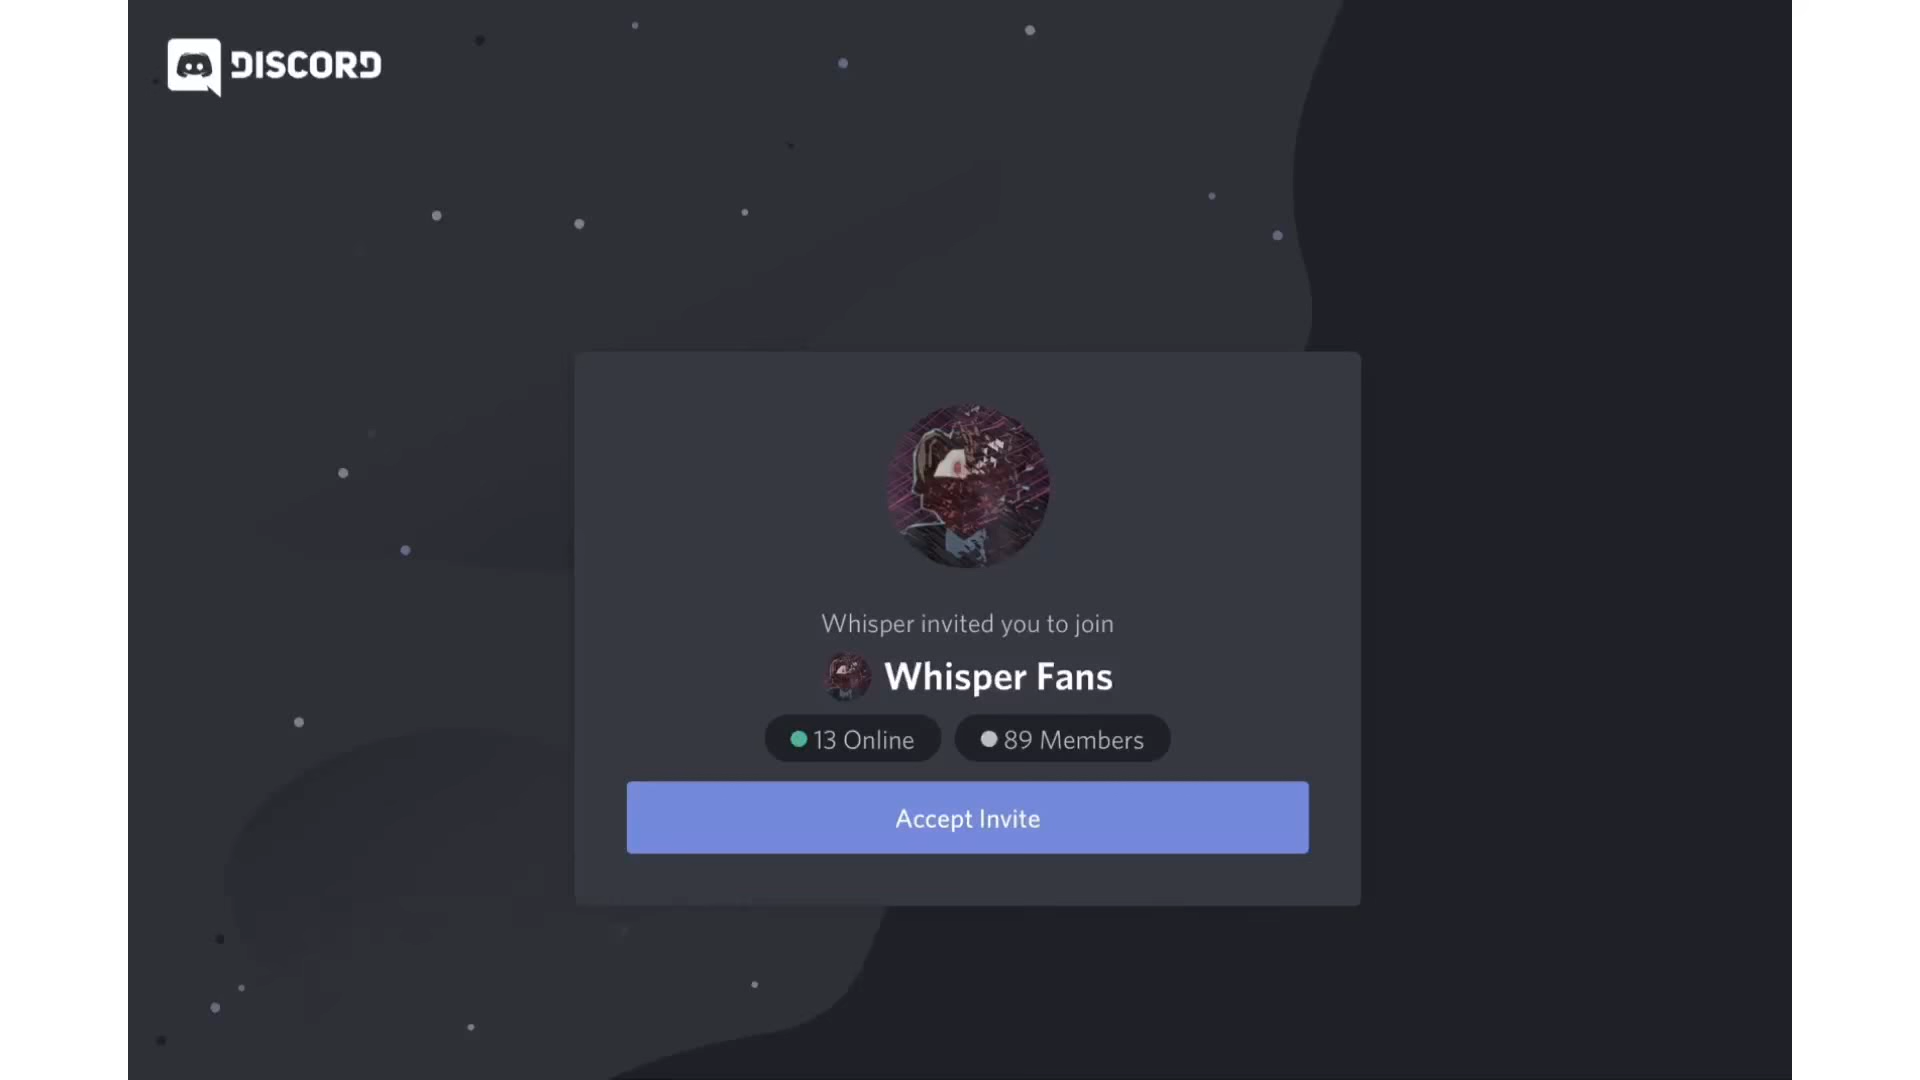 DISCORD
Whisper invited you to join
Whisper Fans
13 Online
89 Members
Accept Invite